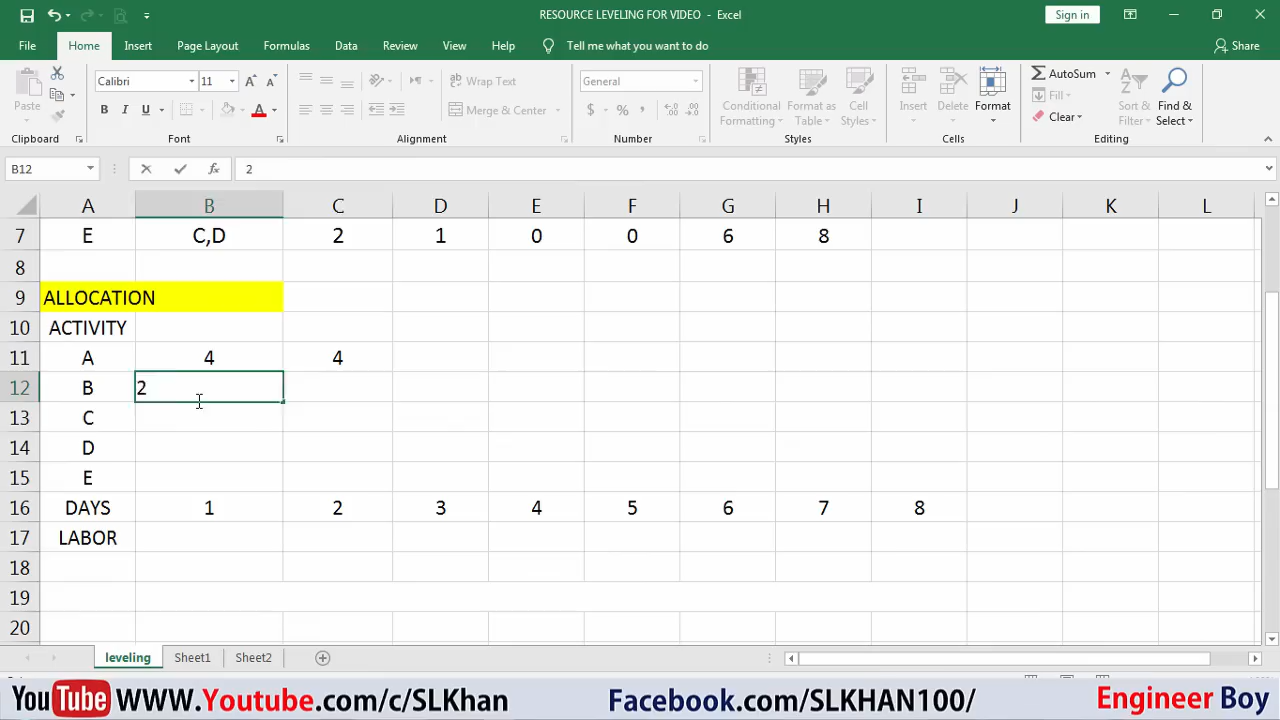 RESOURCE LEVELING FOR VIDEO - Excel
Sign in
File Home Insert Page Layout Formulas Data Review View Help Tell me what you want to do Share
Paste Calibri 11 A A Wrap Text General Conditional Format as Cell Insert Delete Format AutoSum Sort & Find &
B I U A Merge & Center $ % Formatting Table Styles Fill Filter Select
Clear
Clipboard Font Alignment Number Styles Cells Editing
B12 fx 2
A B C D E F G H I J K L
7 E C,D 2 1 0 0 6 8
8
9 ALLOCATION
10 ACTIVITY
11 A 4 4
12 B 2
13 C
14 D
15 E
16 DAYS 1 2 3 4 5 6 7 8
17 LABOR
18
19
20
leveling Sheet1 Sheet2
YouTube WWW.Youtube.com/c/SLKhan Facebook.com/SLKHAN100/ Engineer Boy